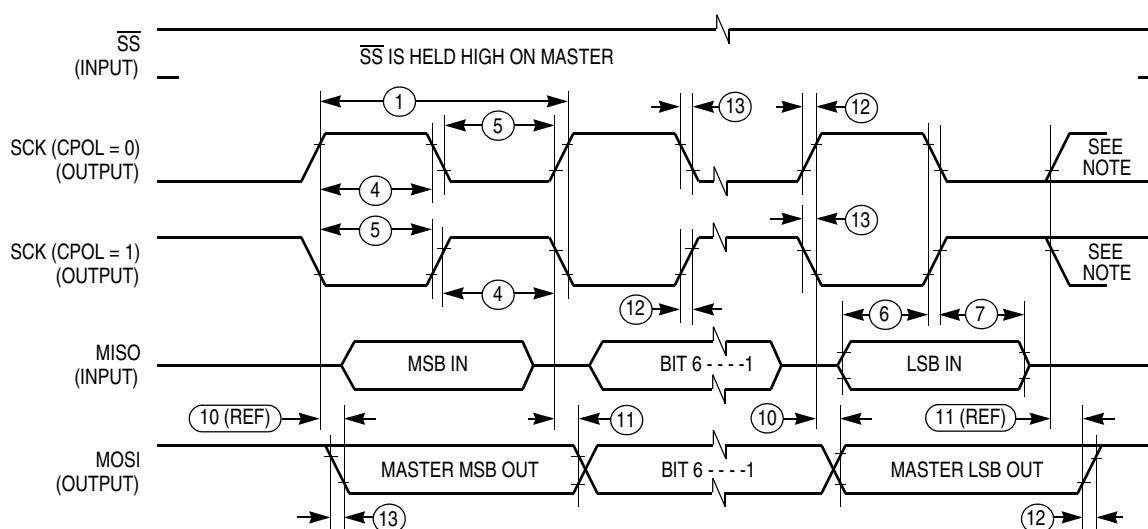 SS
(INPUT)
SS IS HELD HIGH ON MASTER
1
13
12
5
SCK (CPOL = 0)
(OUTPUT)
SEE
NOTE
4
5
13
SCK (CPOL = 1)
(OUTPUT)
SEE
NOTE
4
12
6
7
MISO
(INPUT)
MSB IN
BIT 6 - - - -1
LSB IN
10 (REF)
11
10
11 (REF)
MOSI
(OUTPUT)
MASTER MSB OUT
BIT 6 - - - -1
MASTER LSB OUT
13
12